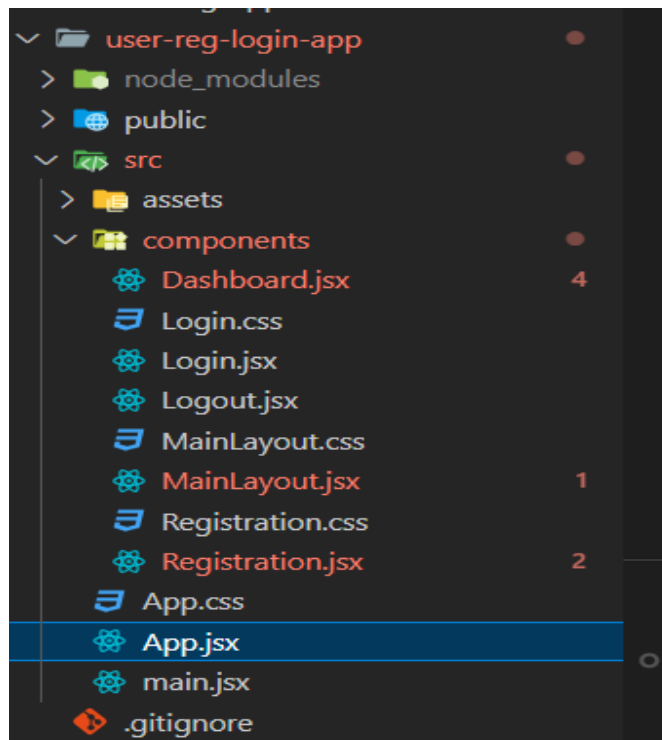 user-reg-login-app
node_modules
public
src
assets
components
Dashboard.jsx 4
Login.css
Login.jsx
Logout.jsx
MainLayout.css
MainLayout.jsx 1
Registration.css
Registration.jsx 2
App.css
App.jsx
main.jsx
.gitignore